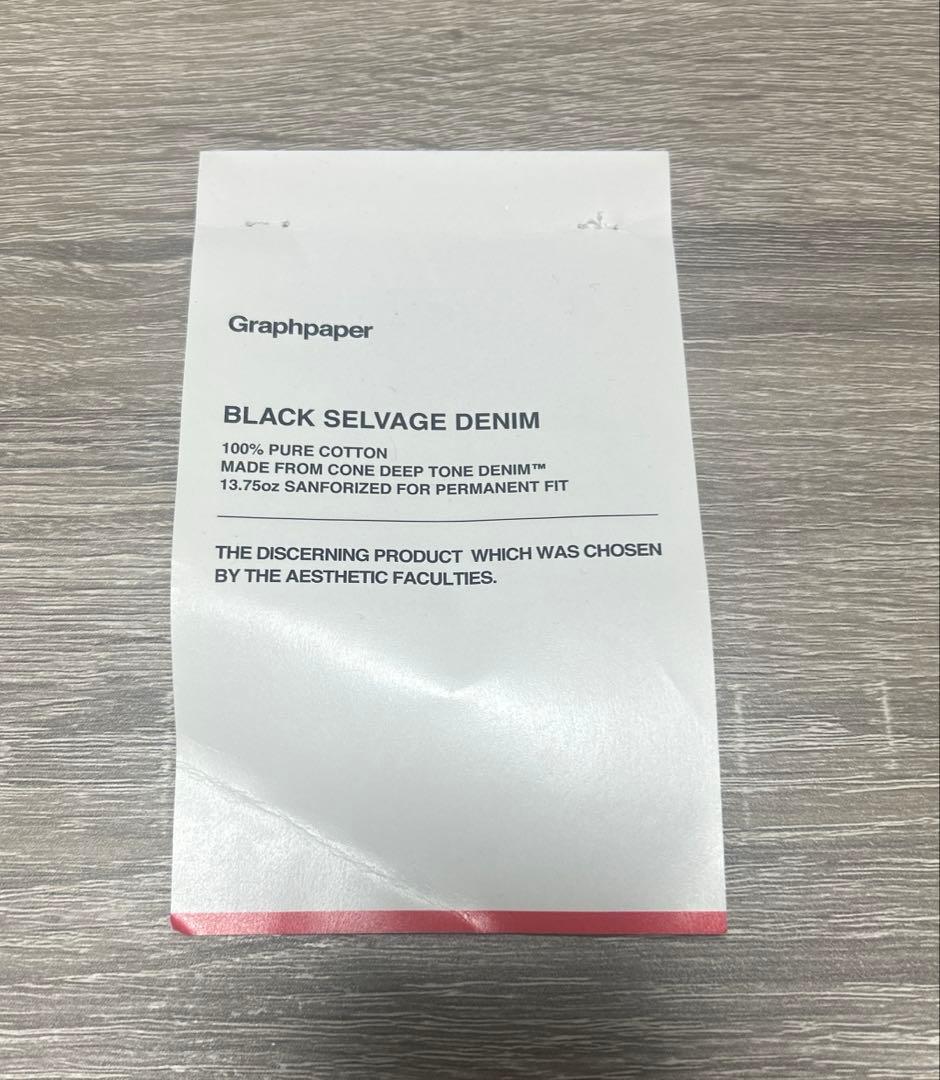 Graphpaper
BLACK SELVAGE DENIM
100% PURE COTTON
MADE FROM CONE DEEP TONE DENIM™
13.75oz SANFORIZED FOR PERMANENT FIT
THE DISCERNING PRODUCT WHICH WAS CHOSEN
BY THE AESTHETIC FACULTIES.